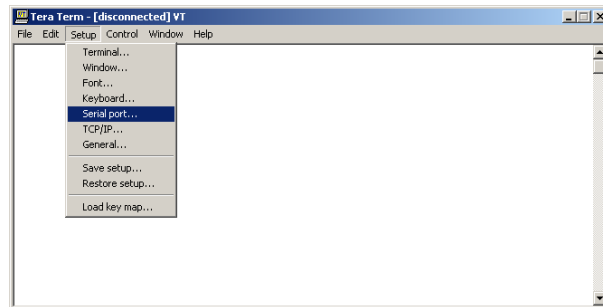 Tera Term - [disconnected] VT
File Edit Setup Control Window Help
Terminal...
Window...
Font...
Keyboard...
Serial port...
TCP/IP...
General...
Save setup...
Restore setup...
Load key map...